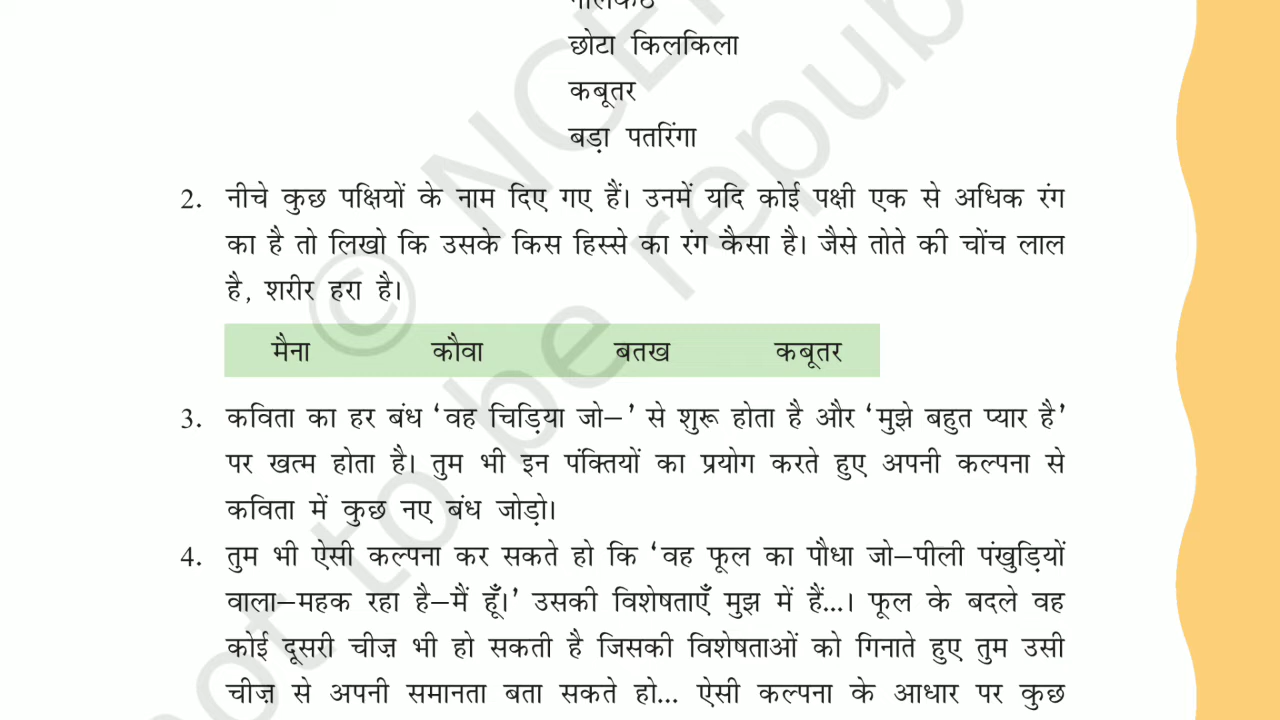 छोटा किलकिला
कबूतर
बड़ा पतरिंगा
2. नीचे कुछ पक्षियों के नाम दिए गए हैं। उनमें यदि कोई पक्षी एक से अधिक रंग
का है तो लिखो कि उसके किस हिस्से का रंग कैसा है। जैसे तोते की चोंच लाल
है, शरीर हरा है।
मैना कौवा बतख कबूतर
3. कविता का हर बंध ‘वह चिड़िया जो–’ से शुरू होता है और ‘मुझे बहुत प्यार है’
पर खत्म होता है। तुम भी इन पंक्तियों का प्रयोग करते हुए अपनी कल्पना से
कविता में कुछ नए बंध जोड़ो।
4. तुम भी ऐसी कल्पना कर सकते हो कि ‘वह फूल का पौधा जो–पीली पंखुड़ियों
वाला–महक रहा है–मैं हूँ।’ उसकी विशेषताएँ मुझ में हैं...। फूल के बदले वह
कोई दूसरी चीज़ भी हो सकती है जिसकी विशेषताओं को गिनाते हुए तुम उसी
चीज़ से अपनी समानता बता सकते हो... ऐसी कल्पना के आधार पर कुछ